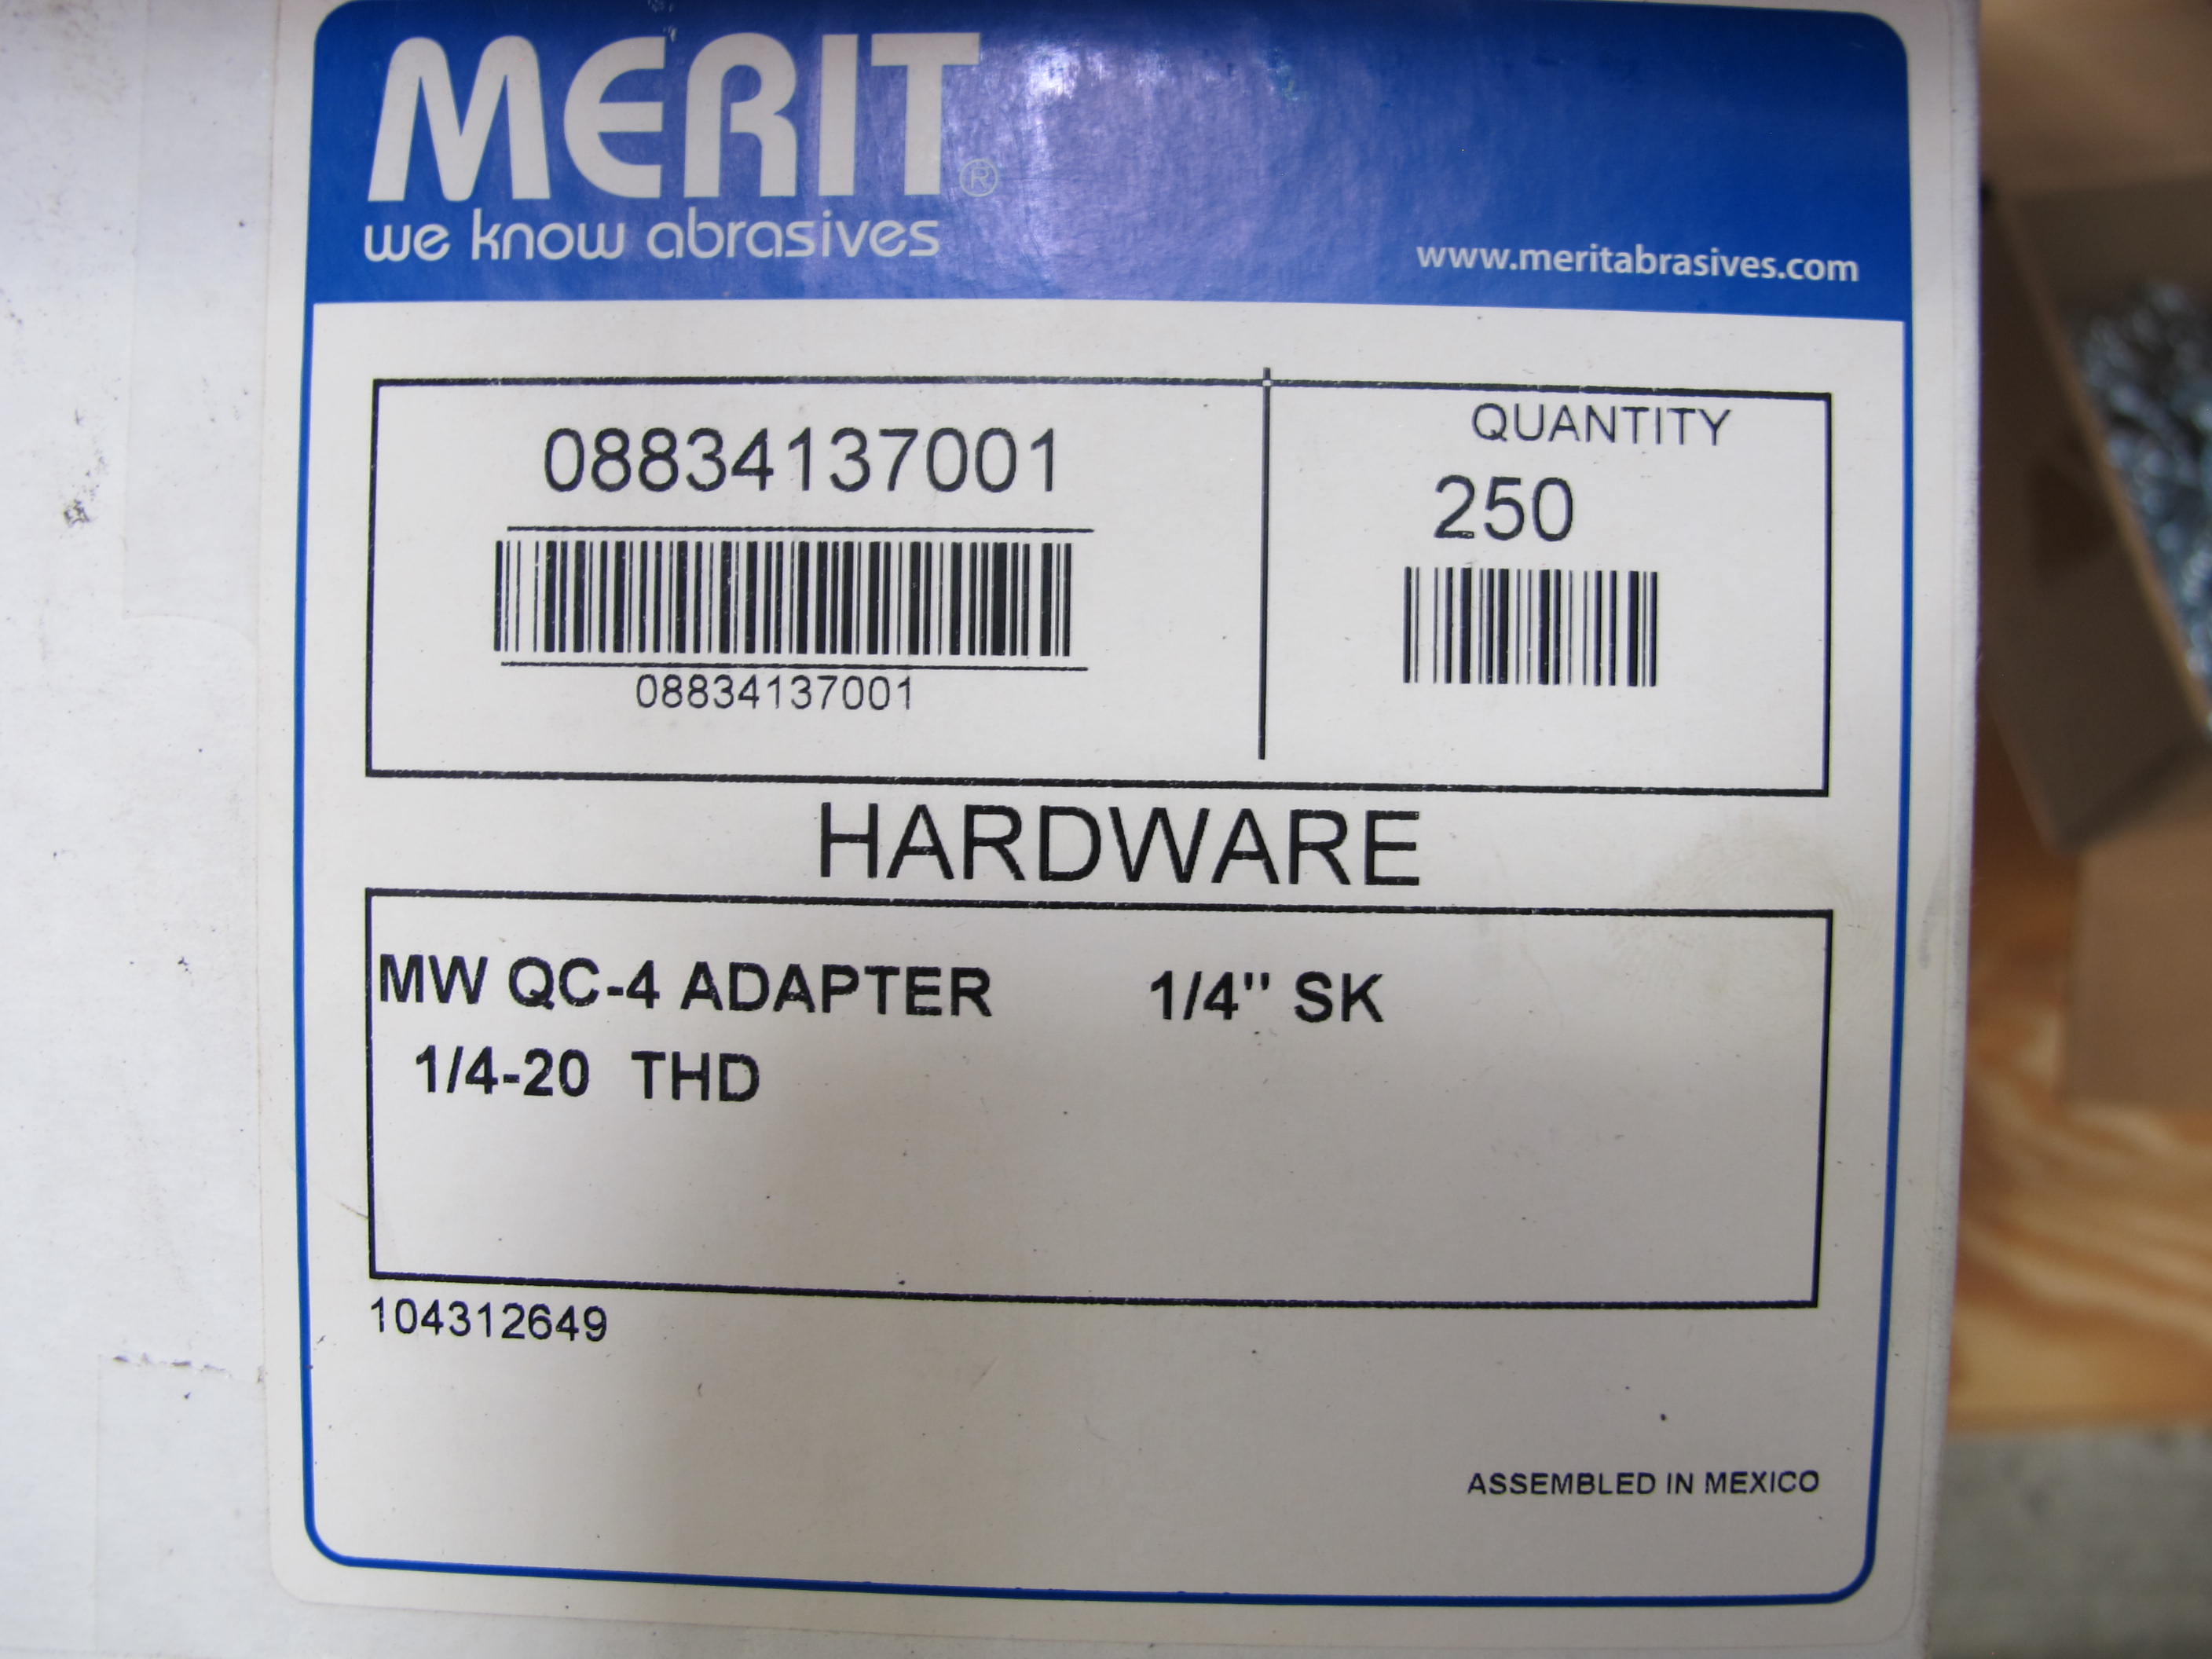 MERIT®
we know abrasives
www.meritabrasives.com
08834137001
08834137001
QUANTITY
250
HARDWARE
MW QC-4 ADAPTER 1/4" SK
1/4-20 THD
104312649
ASSEMBLED IN MEXICO